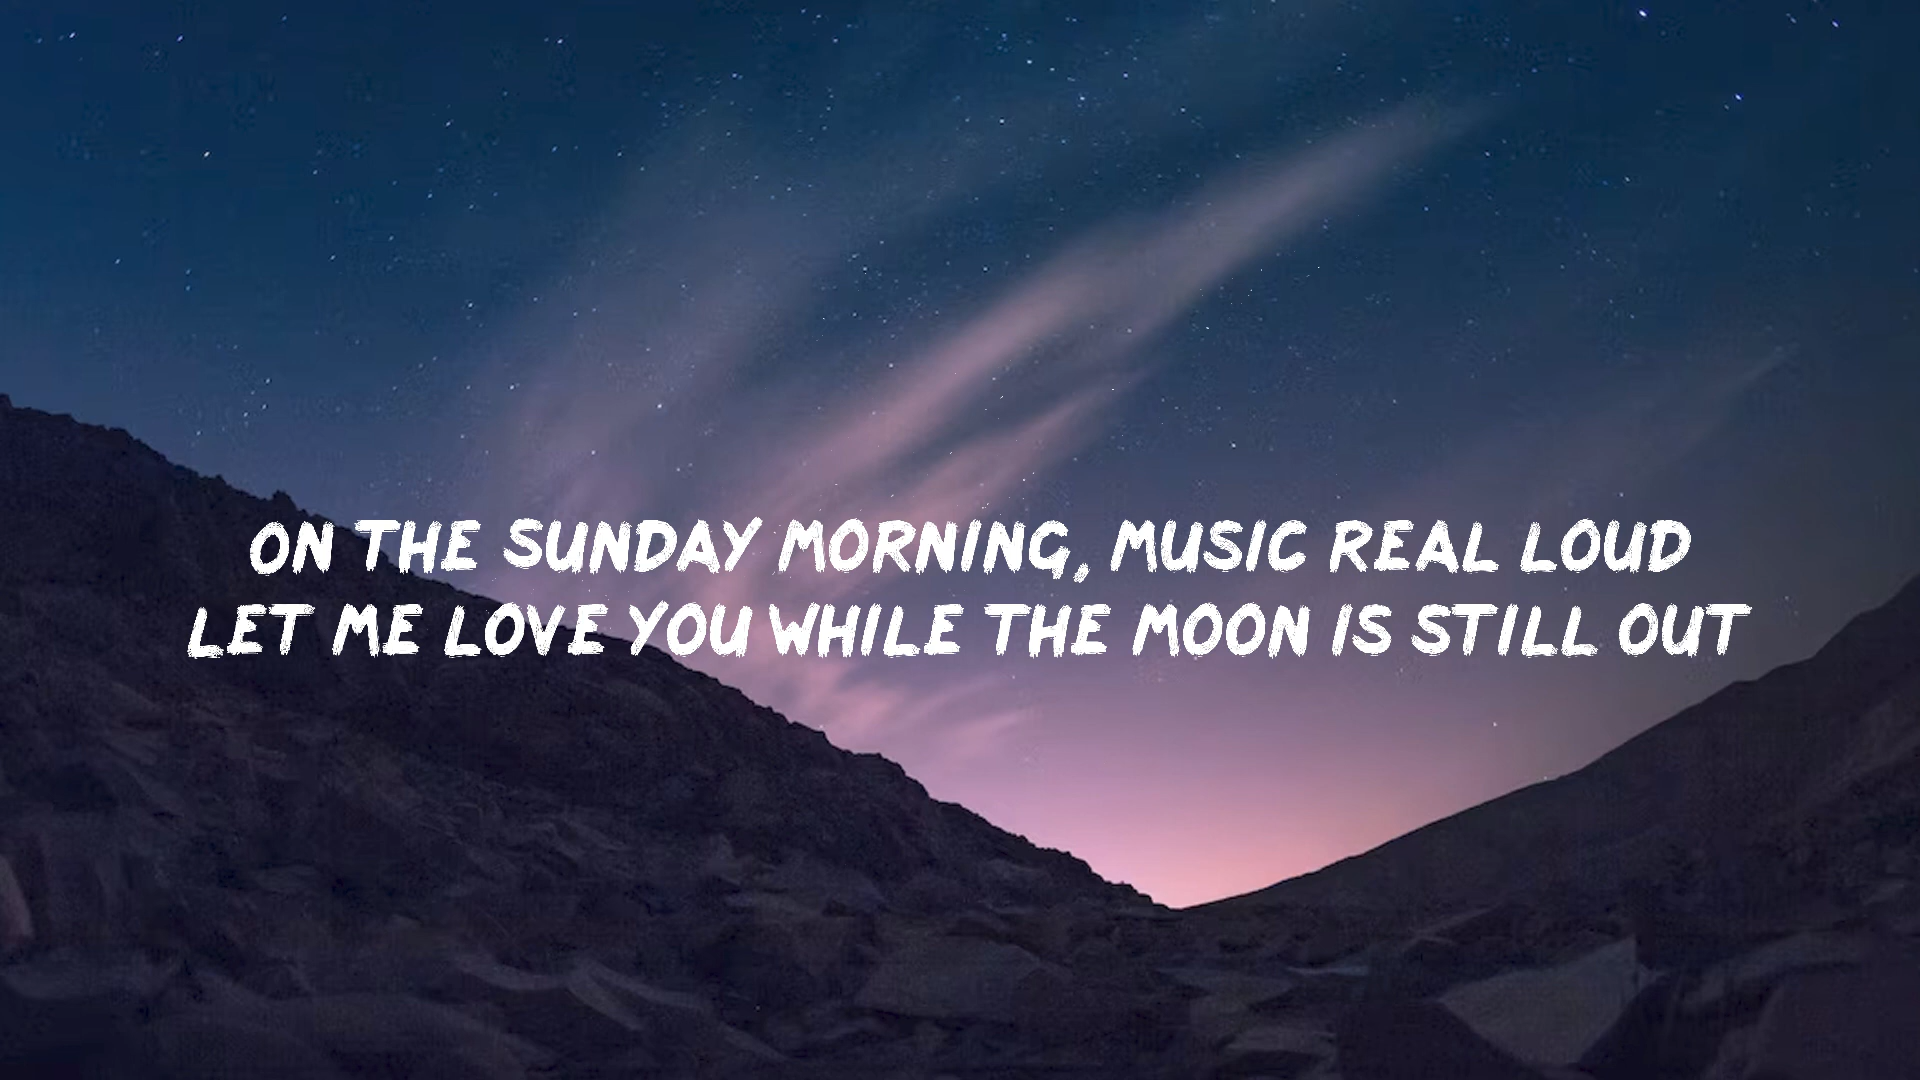 ON THE SUNDAY MORNING, MUSIC REAL LOUD
LET ME LOVE YOU WHILE THE MOON IS STILL OUT